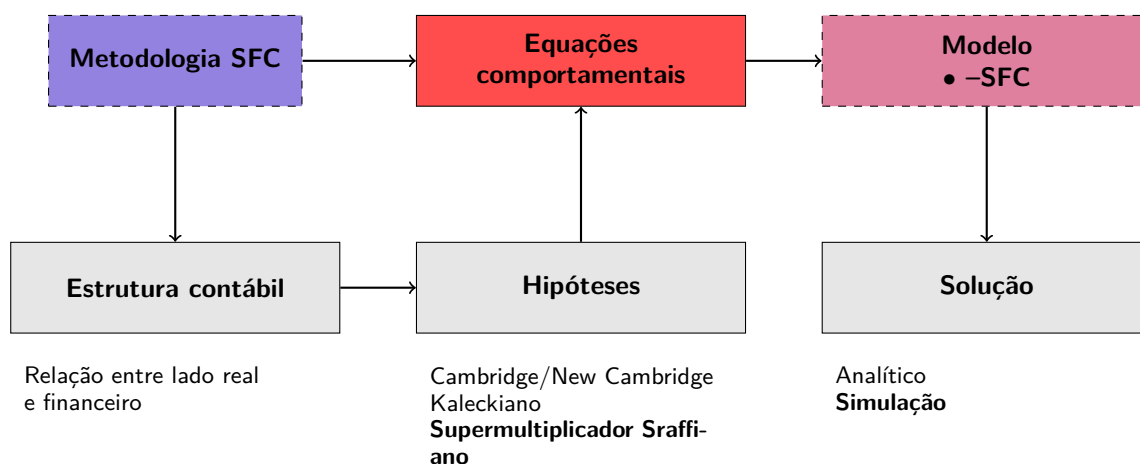 Metodologia SFC
Equações
comportamentais
Modelo
• –SFC
Estrutura contábil
Hipóteses
Solução
Relação entre lado real
e financeiro
Cambridge/New Cambridge
Kaleckiano
Supermultiplicador Sraffi-
ano
Analítico
Simulação